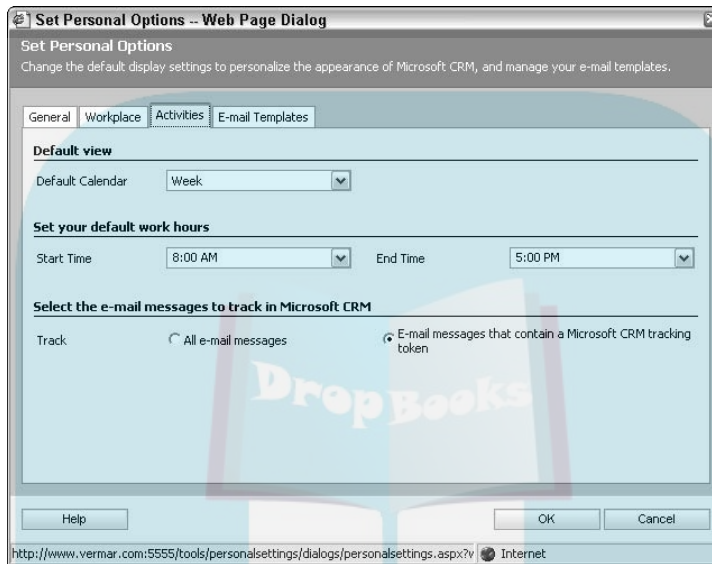 Set Personal Options -- Web Page Dialog
Set Personal Options
Change the default display settings to personalize the appearance of Microsoft CRM, and manage your e-mail templates.
General Workplace Activities E-mail Templates
Default view
Default Calendar Week
Set your default work hours
Start Time 8:00 AM End Time 5:00 PM
Select the e-mail messages to track in Microsoft CRM
Track All e-mail messages E-mail messages that contain a Microsoft CRM tracking
token
DropBooks
Help OK Cancel
http://www.vermar.com:5555/tools/personalsettings/dialogs/personalsettings.aspx?v Internet